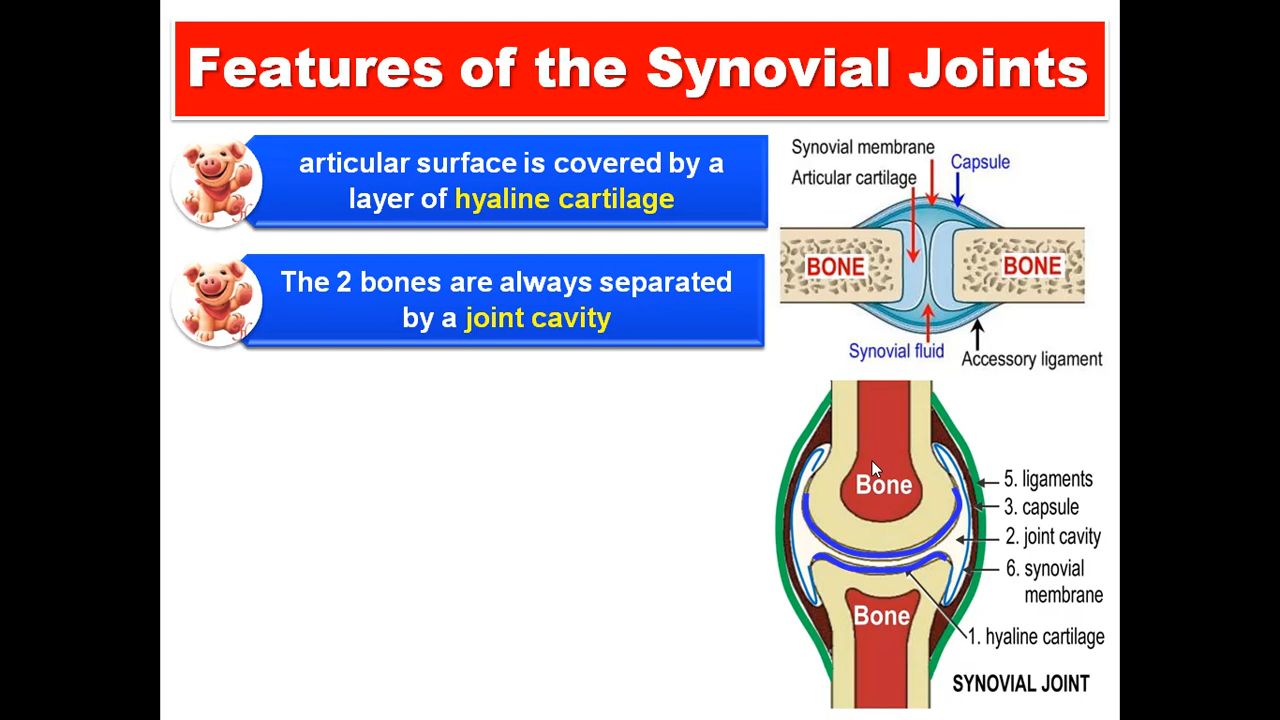 Features of the Synovial Joints
articular surface is covered by a
layer of hyaline cartilage
The 2 bones are always separated
by a joint cavity
Synovial membrane
Capsule
Articular cartilage
BONE
BONE
Synovial fluid
Accessory ligament
Bone
5. ligaments
3. capsule
2. joint cavity
6. synovial
membrane
Bone
1. hyaline cartilage
SYNOVIAL JOINT